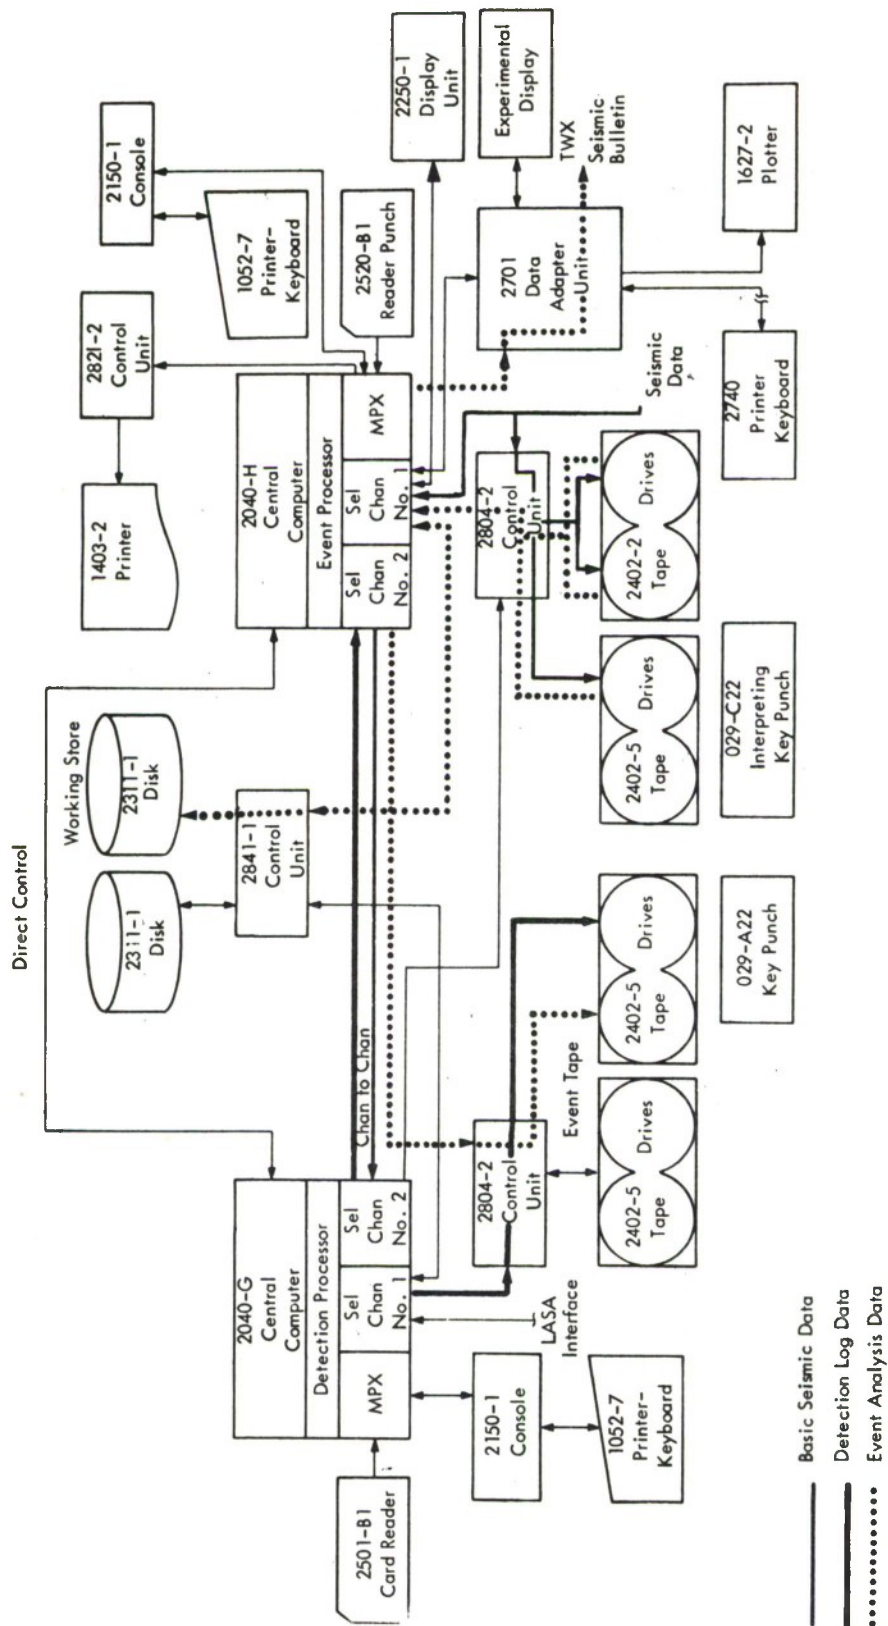 Direct Control
2501-B1
Card Reader
2040-G
Central
Computer
Detection Processor
MPX
Sel
Chan
No. 1
Sel
Chan
No. 2
2150-1
Console
1052-7
Printer-
Keyboard
LASA
Interface
2804-2
Control
Unit
2402-5
Tape
Drives
Event Tape
2402-5
Tape
Drives
029-A22
Key Punch
Chan to Chan
2311-1
Disk
Working Store
2311-1
Disk
2841-1
Control
Unit
1403-2
Printer
2821-2
Control
Unit
2150-1
Console
1052-7
Printer-
Keyboard
2040-H
Central
Computer
Event Processor
Sel
Chan
No. 2
Sel
Chan
No. 1
MPX
2520-B1
Reader Punch
2250-1
Display
Unit
Experimental
Display
2701
Data
Adapter
Unit
TWX
Seismic
Bulletin
2804-2
Control
Unit
Seismic
Data
2402-5
Tape
Drives
2402-2
Tape
Drives
029-C22
Interpreting
Key Punch
2740
Printer
Keyboard
1627-2
Plotter
Basic Seismic Data
Detection Log Data
Event Analysis Data